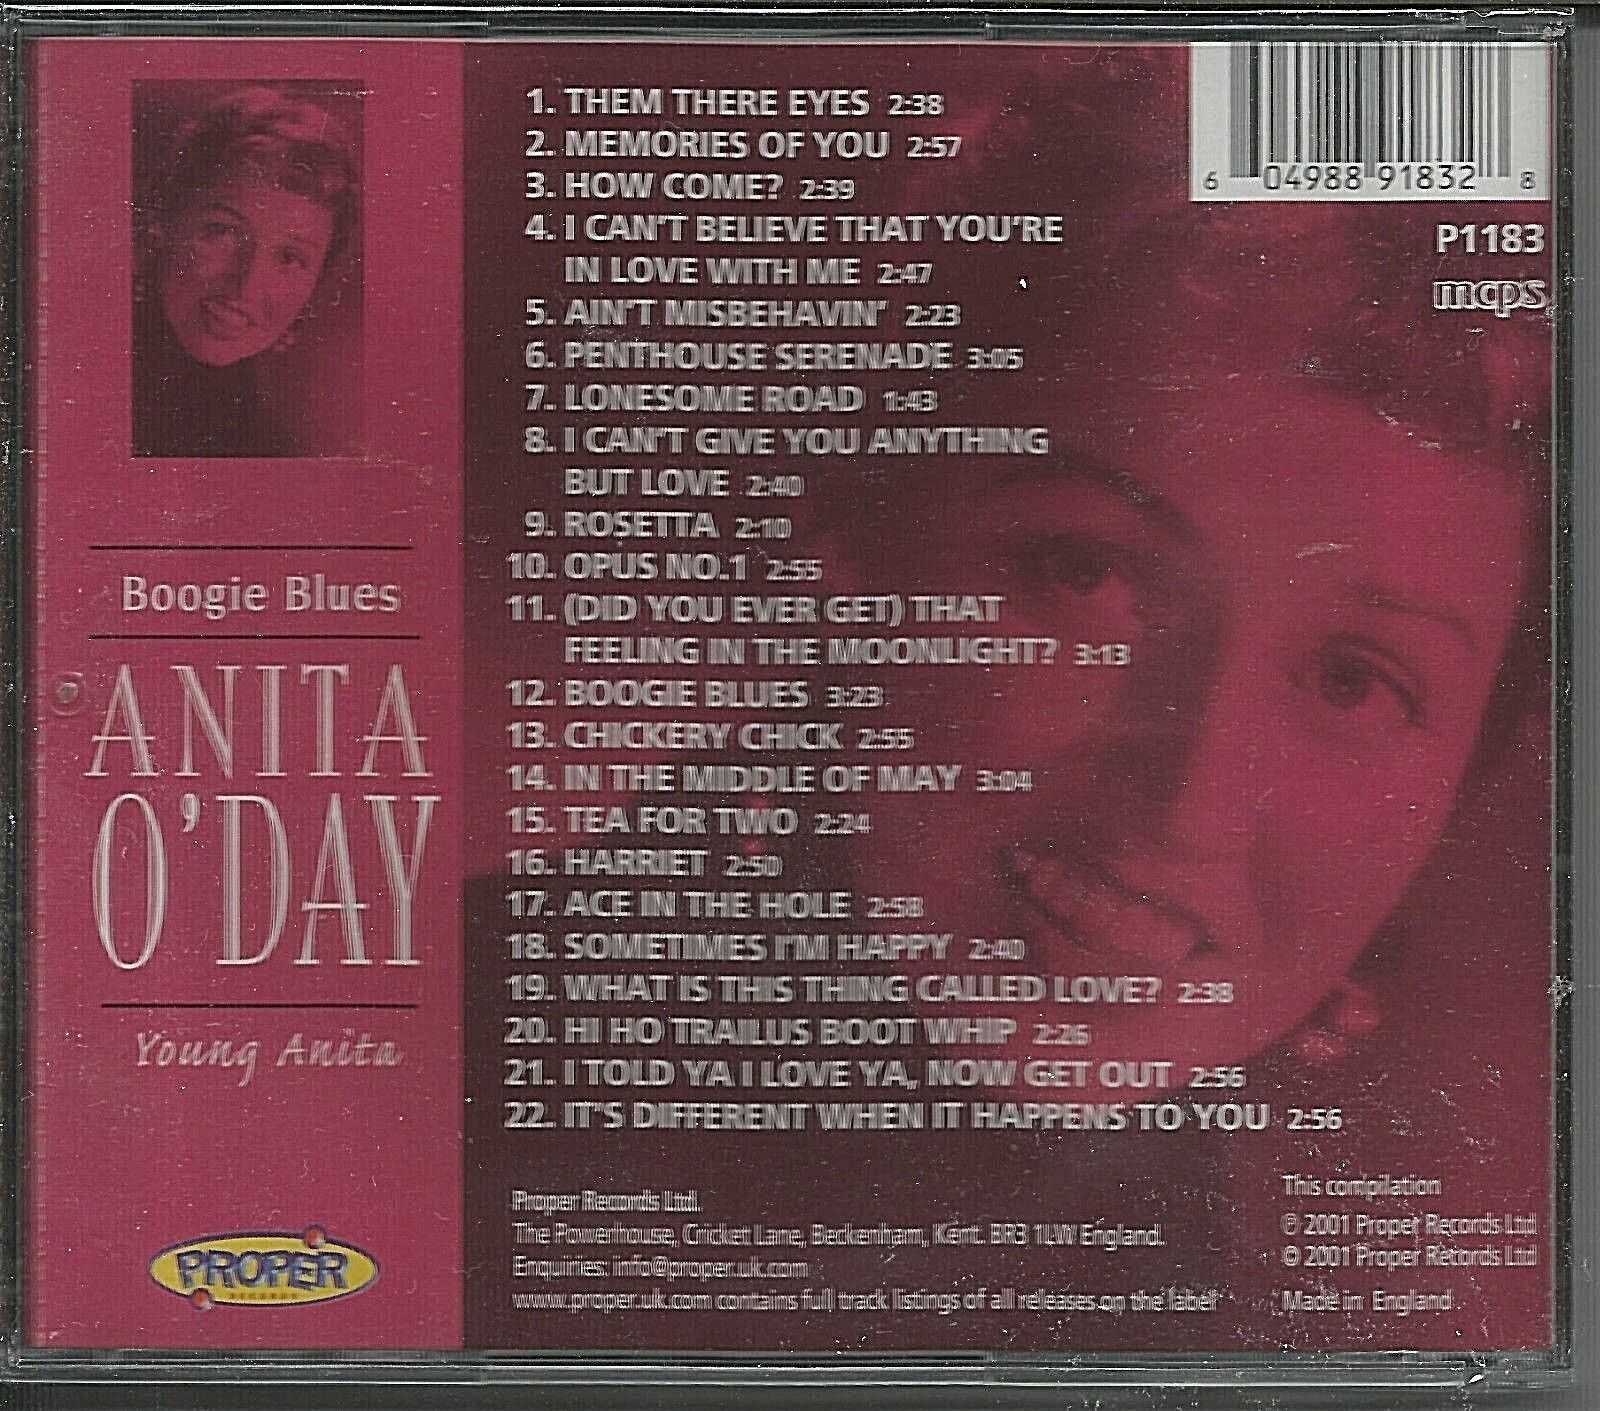 1. THEM THERE EYES 2:38
2. MEMORIES OF YOU 2:57
3. HOW COME? 2:39
4. I CAN'T BELIEVE THAT YOU'RE
IN LOVE WITH ME 2:47
5. AIN'T MISBEHAVIN' 2:23
6. PENTHOUSE SERENADE 3:05
7. LONESOME ROAD 1:43
8. I CAN'T GIVE YOU ANYTHING
BUT LOVE 2:40
9. ROSETTA 2:10
10. OPUS NO.1 2:55
11. (DID YOU EVER GET) THAT
FEELING IN THE MOONLIGHT? 3:13
12. BOOGIE BLUES 3:23
13. CHICKERY CHICK 2:55
14. IN THE MIDDLE OF MAY 3:04
15. TEA FOR TWO 2:24
16. HARRIET 2:50
17. ACE IN THE HOLE 2:58
18. SOMETIMES I'M HAPPY 2:40
19. WHAT IS THIS THING CALLED LOVE? 2:38
20. HI HO TRAILUS BOOT WHIP 2:26
21. I TOLD YA I LOVE YA, NOW GET OUT 2:56
22. IT'S DIFFERENT WHEN IT HAPPENS TO YOU 2:56
6 04988 91832 8
P1183
mcps
Boogie Blues
ANITA
O'DAY
Young Anita
PROPER
RECORDS
Proper Records Ltd.
The Powerhouse, Cricket Lane, Beckenham, Kent. BR3 1LW England.
Enquiries: info@proper.uk.com
www.proper.uk.com contains full track listings of all releases on the label
This compilation
℗ 2001 Proper Records Ltd
© 2001 Proper Records Ltd
Made in England